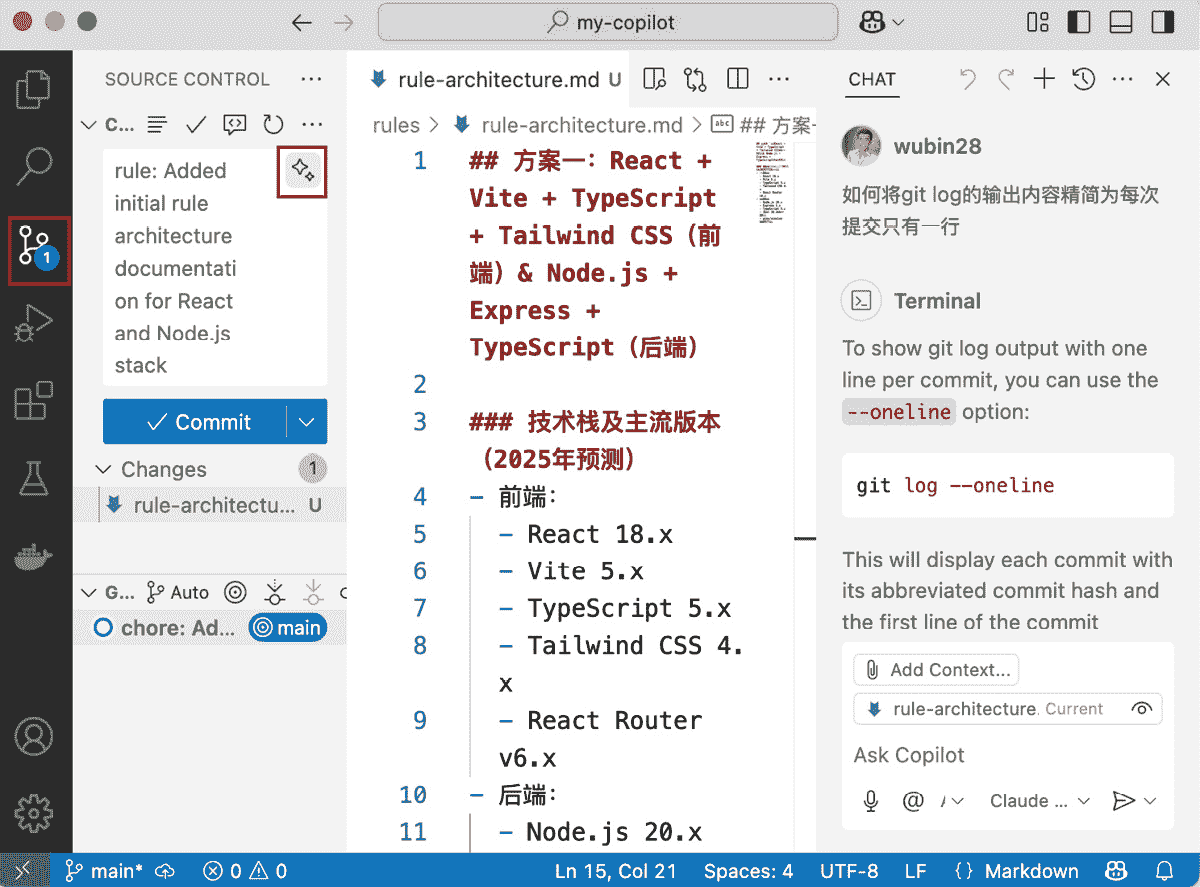 my-copilot
SOURCE CONTROL
C...
rule: Added
initial rule
architecture
documentati
on for React
and Node.js
stack
Commit
Changes
1
rule-architectu... U
G...
Auto
chore: Ad...
main
1
rule-architecture.md U
rules > rule-architecture.md > abc ## 方案
1 ## 方案一：React +
Vite + TypeScript
+ Tailwind CSS（前
端）& Node.js +
Express +
TypeScript（后端）
2
3 ### 技术栈及主流版本
（2025年预测）
4 - 前端：
5 - React 18.x
6 - Vite 5.x
7 - TypeScript 5.x
8 - Tailwind CSS 4.
x
9 - React Router
v6.x
10 - 后端：
11 - Node.js 20.x
CHAT
wubin28
如何将git log的输出内容精简为每次
提交只有一行
Terminal
To show git log output with one
line per commit, you can use the
--oneline option:
git log --oneline
This will display each commit with
its abbreviated commit hash and
the first line of the commit
Add Context...
rule-architecture. Current
Ask Copilot
@ Claude ...
main* 0 0
Ln 15, Col 21 Spaces: 4 UTF-8 LF {} Markdown